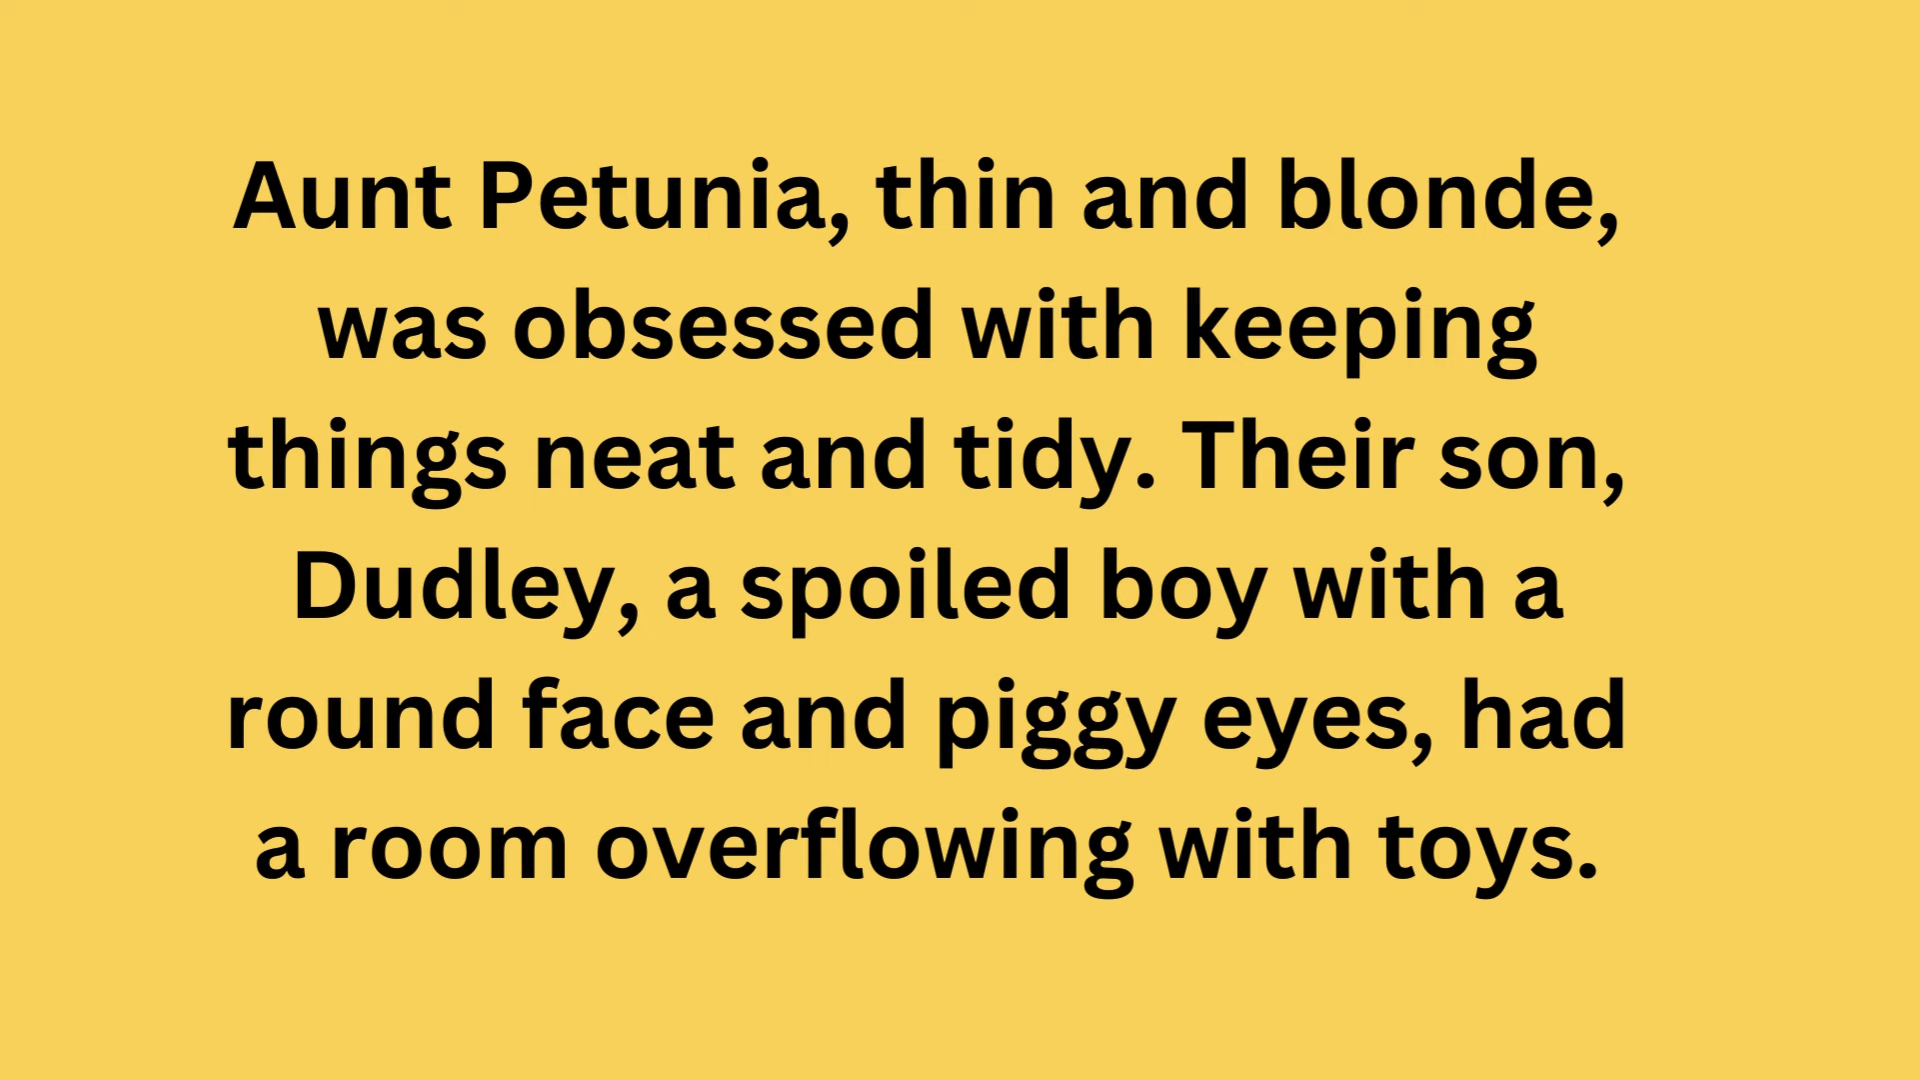 Aunt Petunia, thin and blonde,
was obsessed with keeping
things neat and tidy. Their son,
Dudley, a spoiled boy with a
round face and piggy eyes, had
a room overflowing with toys.